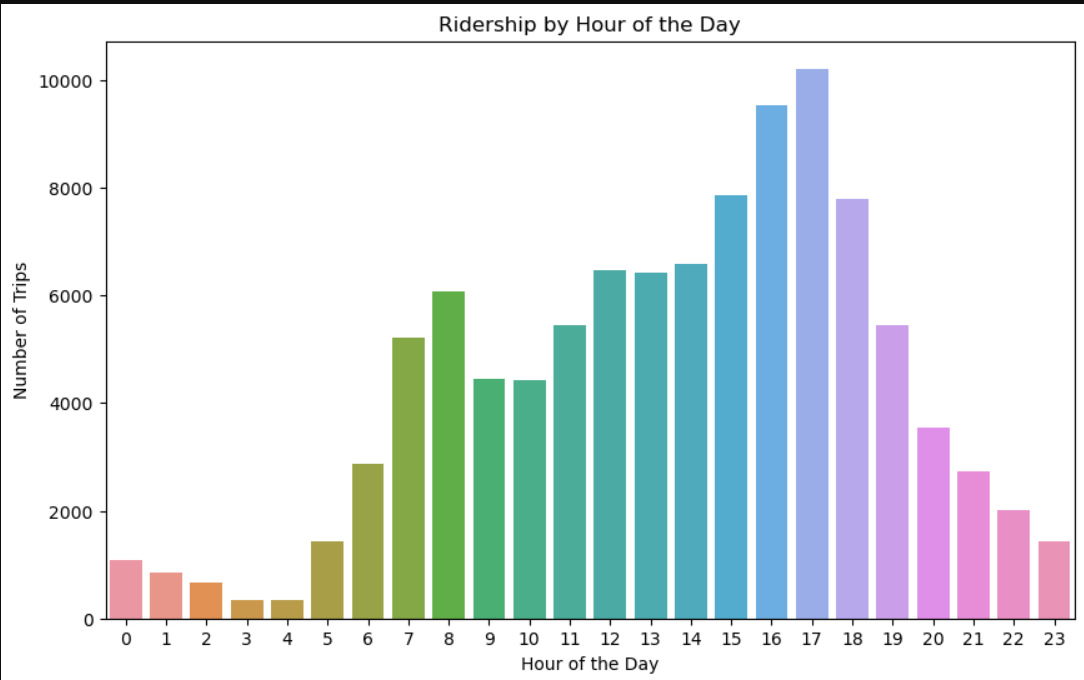 Ridership by Hour of the Day
Number of Trips
10000
8000
6000
4000
2000
0
0 1 2 3 4 5 6 7 8 9 10 11 12 13 14 15 16 17 18 19 20 21 22 23
Hour of the Day